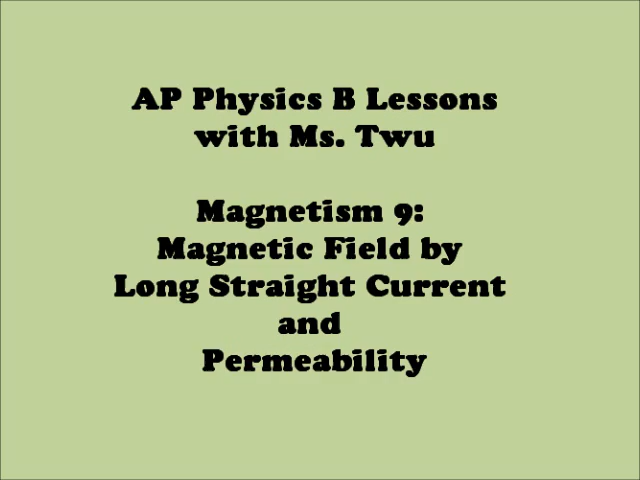 AP Physics B Lessons
with Ms. Twu
Magnetism 9:
Magnetic Field by
Long Straight Current
and
Permeability